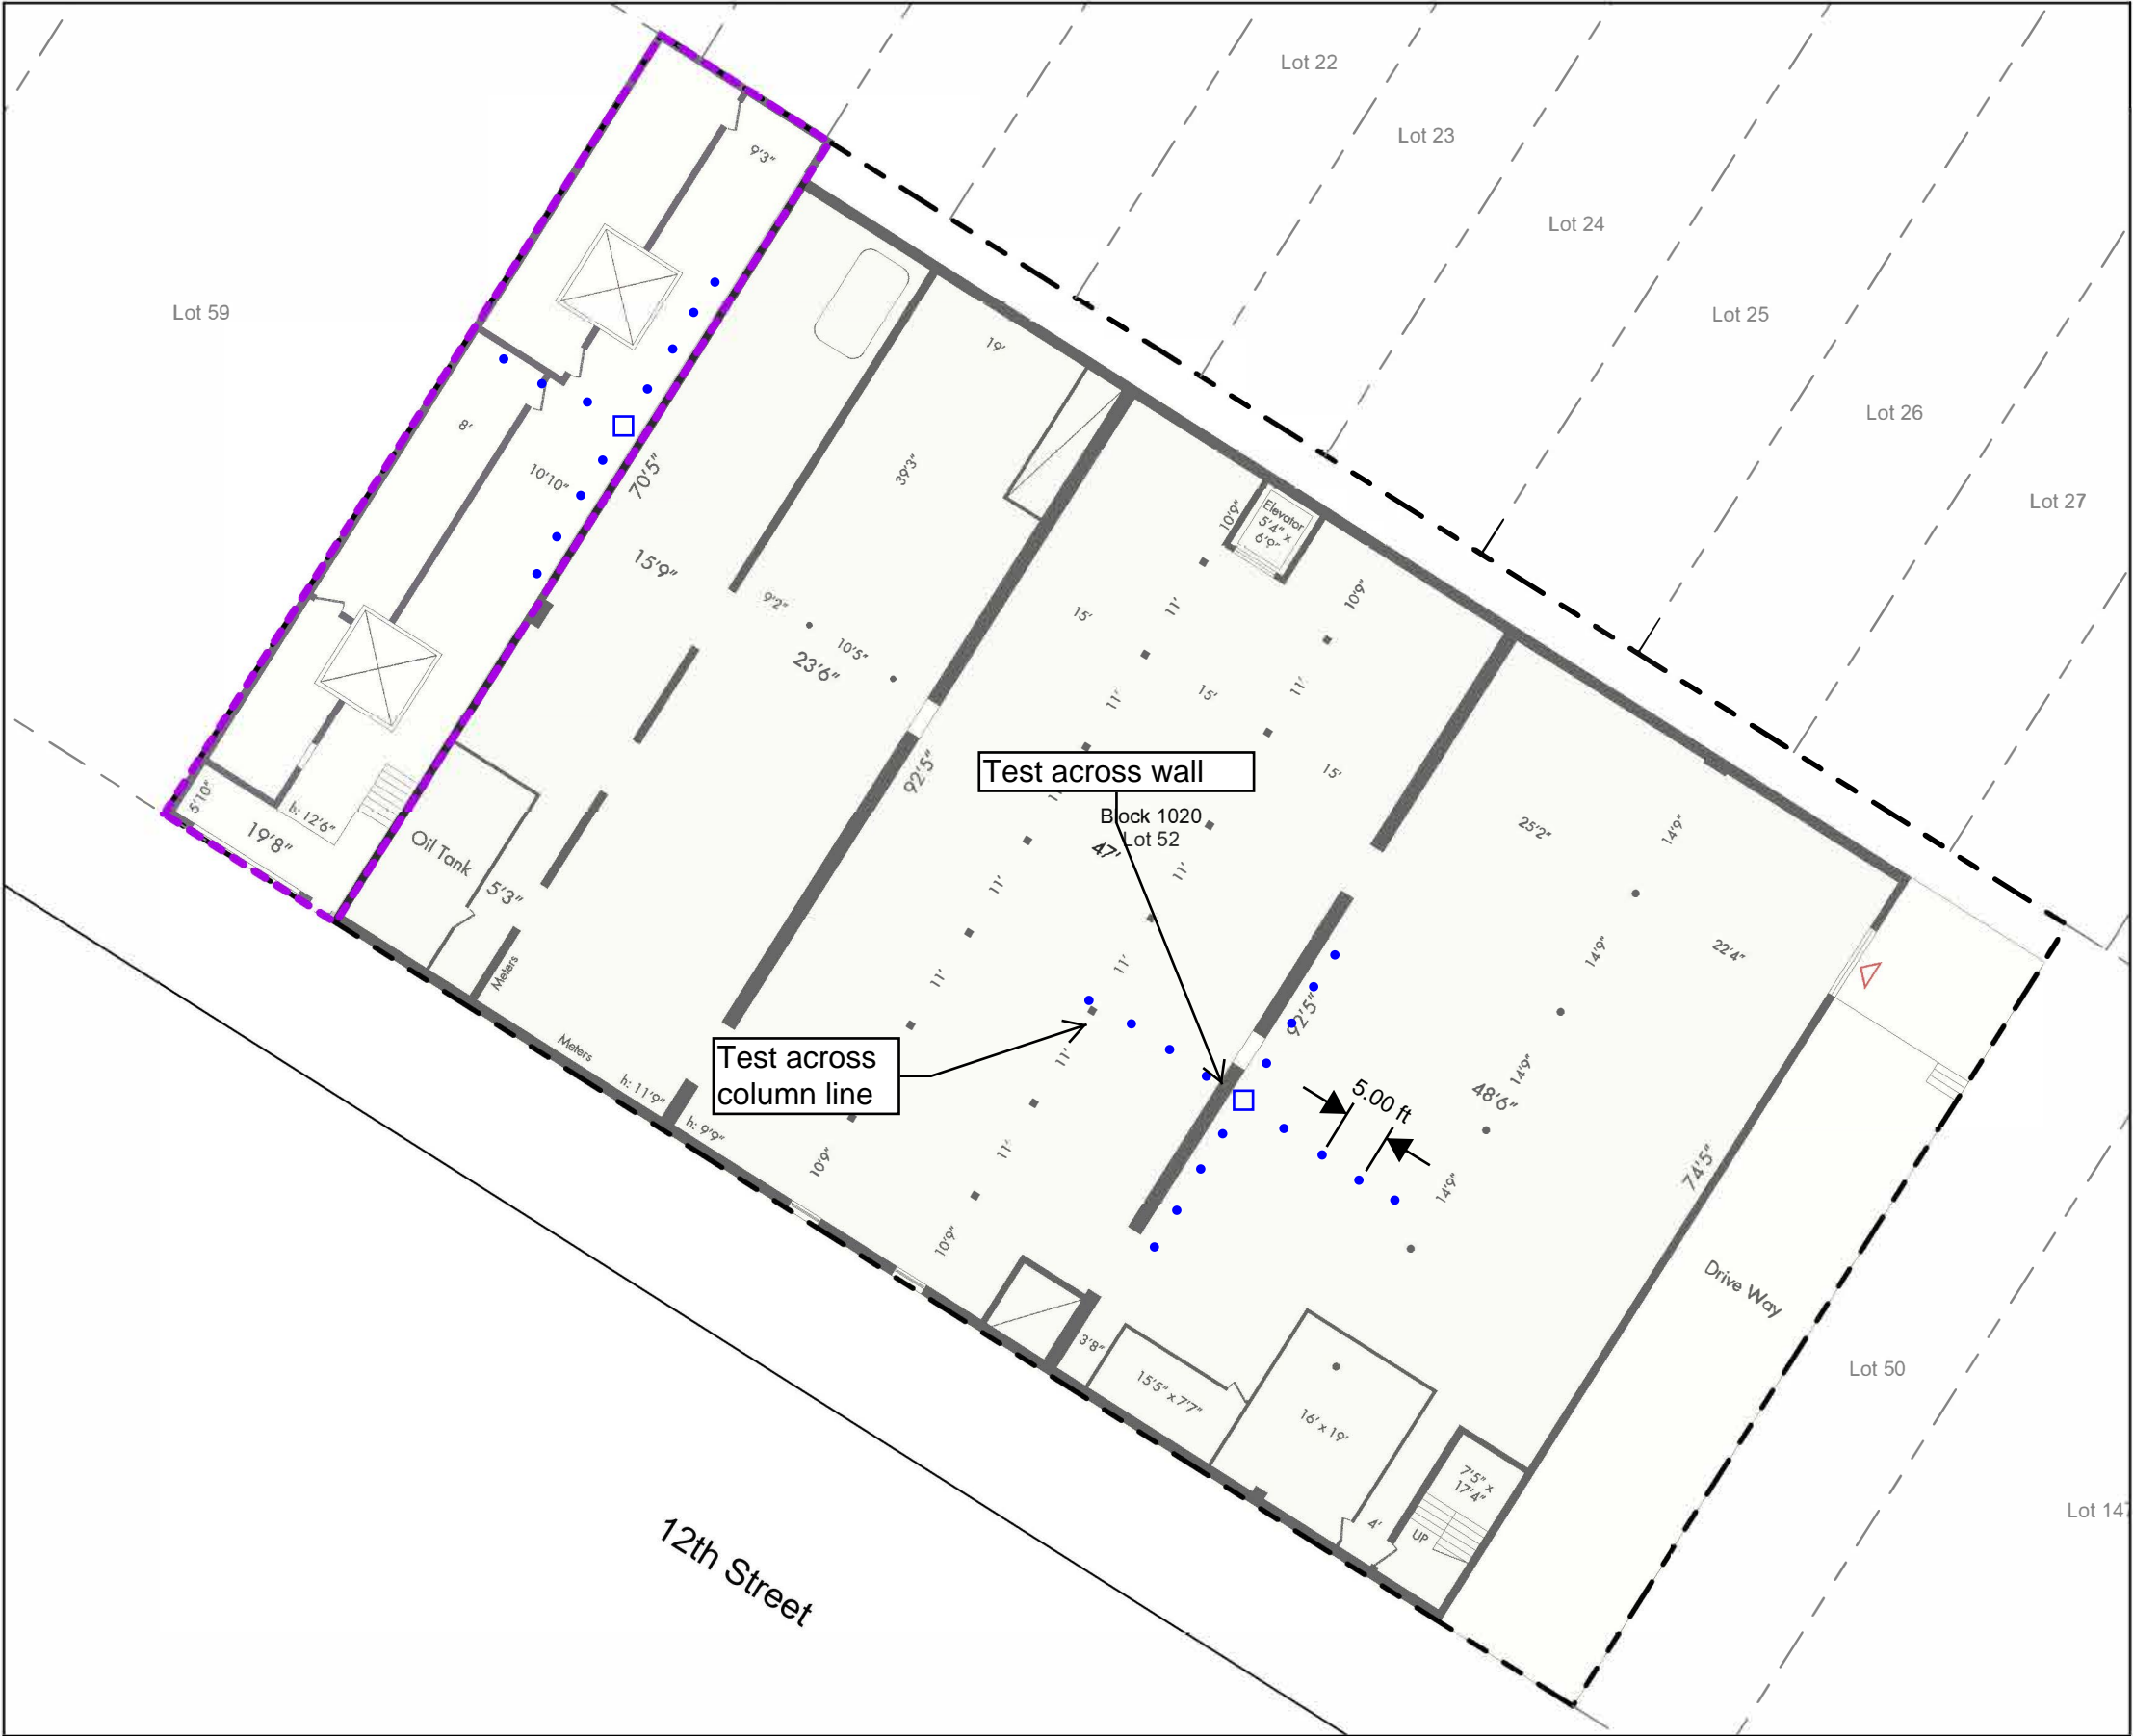 Lot 22
Lot 23
Lot 24
Lot 25
Lot 26
Lot 27
Lot 59
9'3"
19'
8'
10'10"
70'5"
39'3"
15'9"
9'2"
10'5"
23'6"
10'9"
Elevator
5'4" x
6'9"
10'9"
15'
11'
11'
15'
11'
15'
92'5"
Test across wall
Block 1020
Lot 52
47'
11'
11'
11'
11'
11'
11'
5'10"
h: 12'6"
19'8"
Oil Tank
5'3"
Meters
Meters
h: 11'9"
h: 9'9"
Test across
column line
10'9"
10'9"
92'5"
5.00 ft
25'2"
14'9"
14'9"
22'4"
14'9"
48'6"
14'9"
74'5"
Drive Way
3'8"
15'5" x 7'7"
16' x 19'
7'5" x
17'4"
4'
UP
Lot 50
Lot 147
12th Street